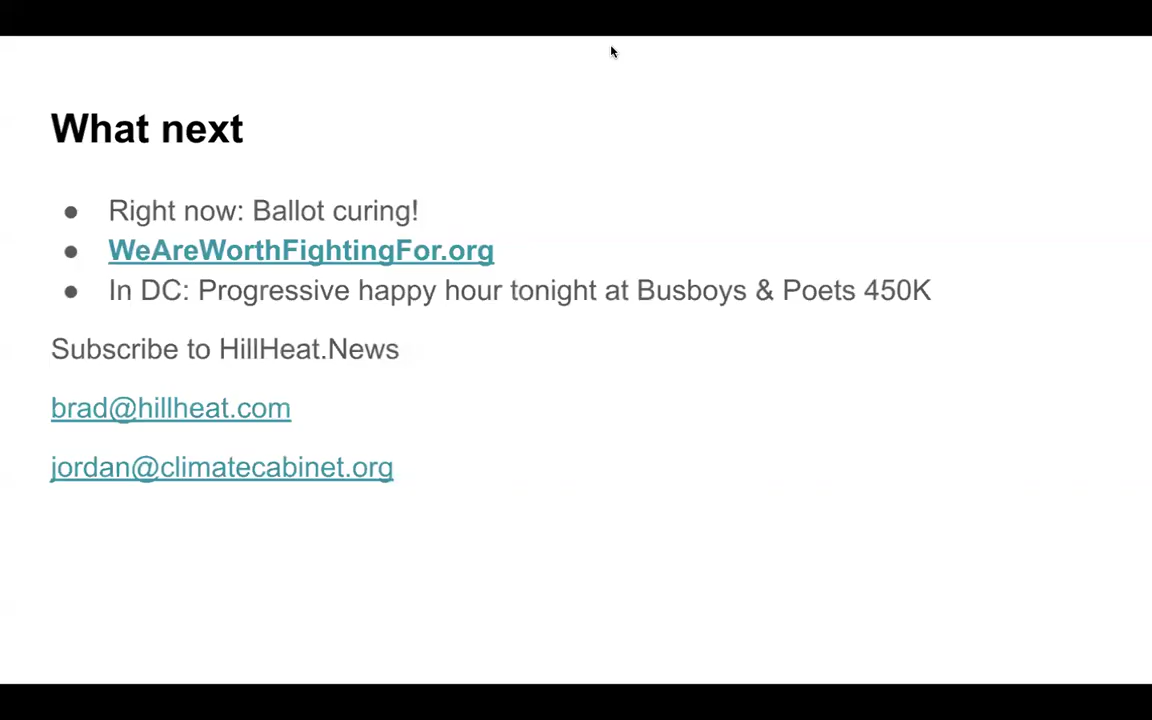 What next
● Right now: Ballot curing!
● WeAreWorthFightingFor.org
● In DC: Progressive happy hour tonight at Busboys & Poets 450K
Subscribe to HillHeat.News
brad@hillheat.com
jordan@climatecabinet.org